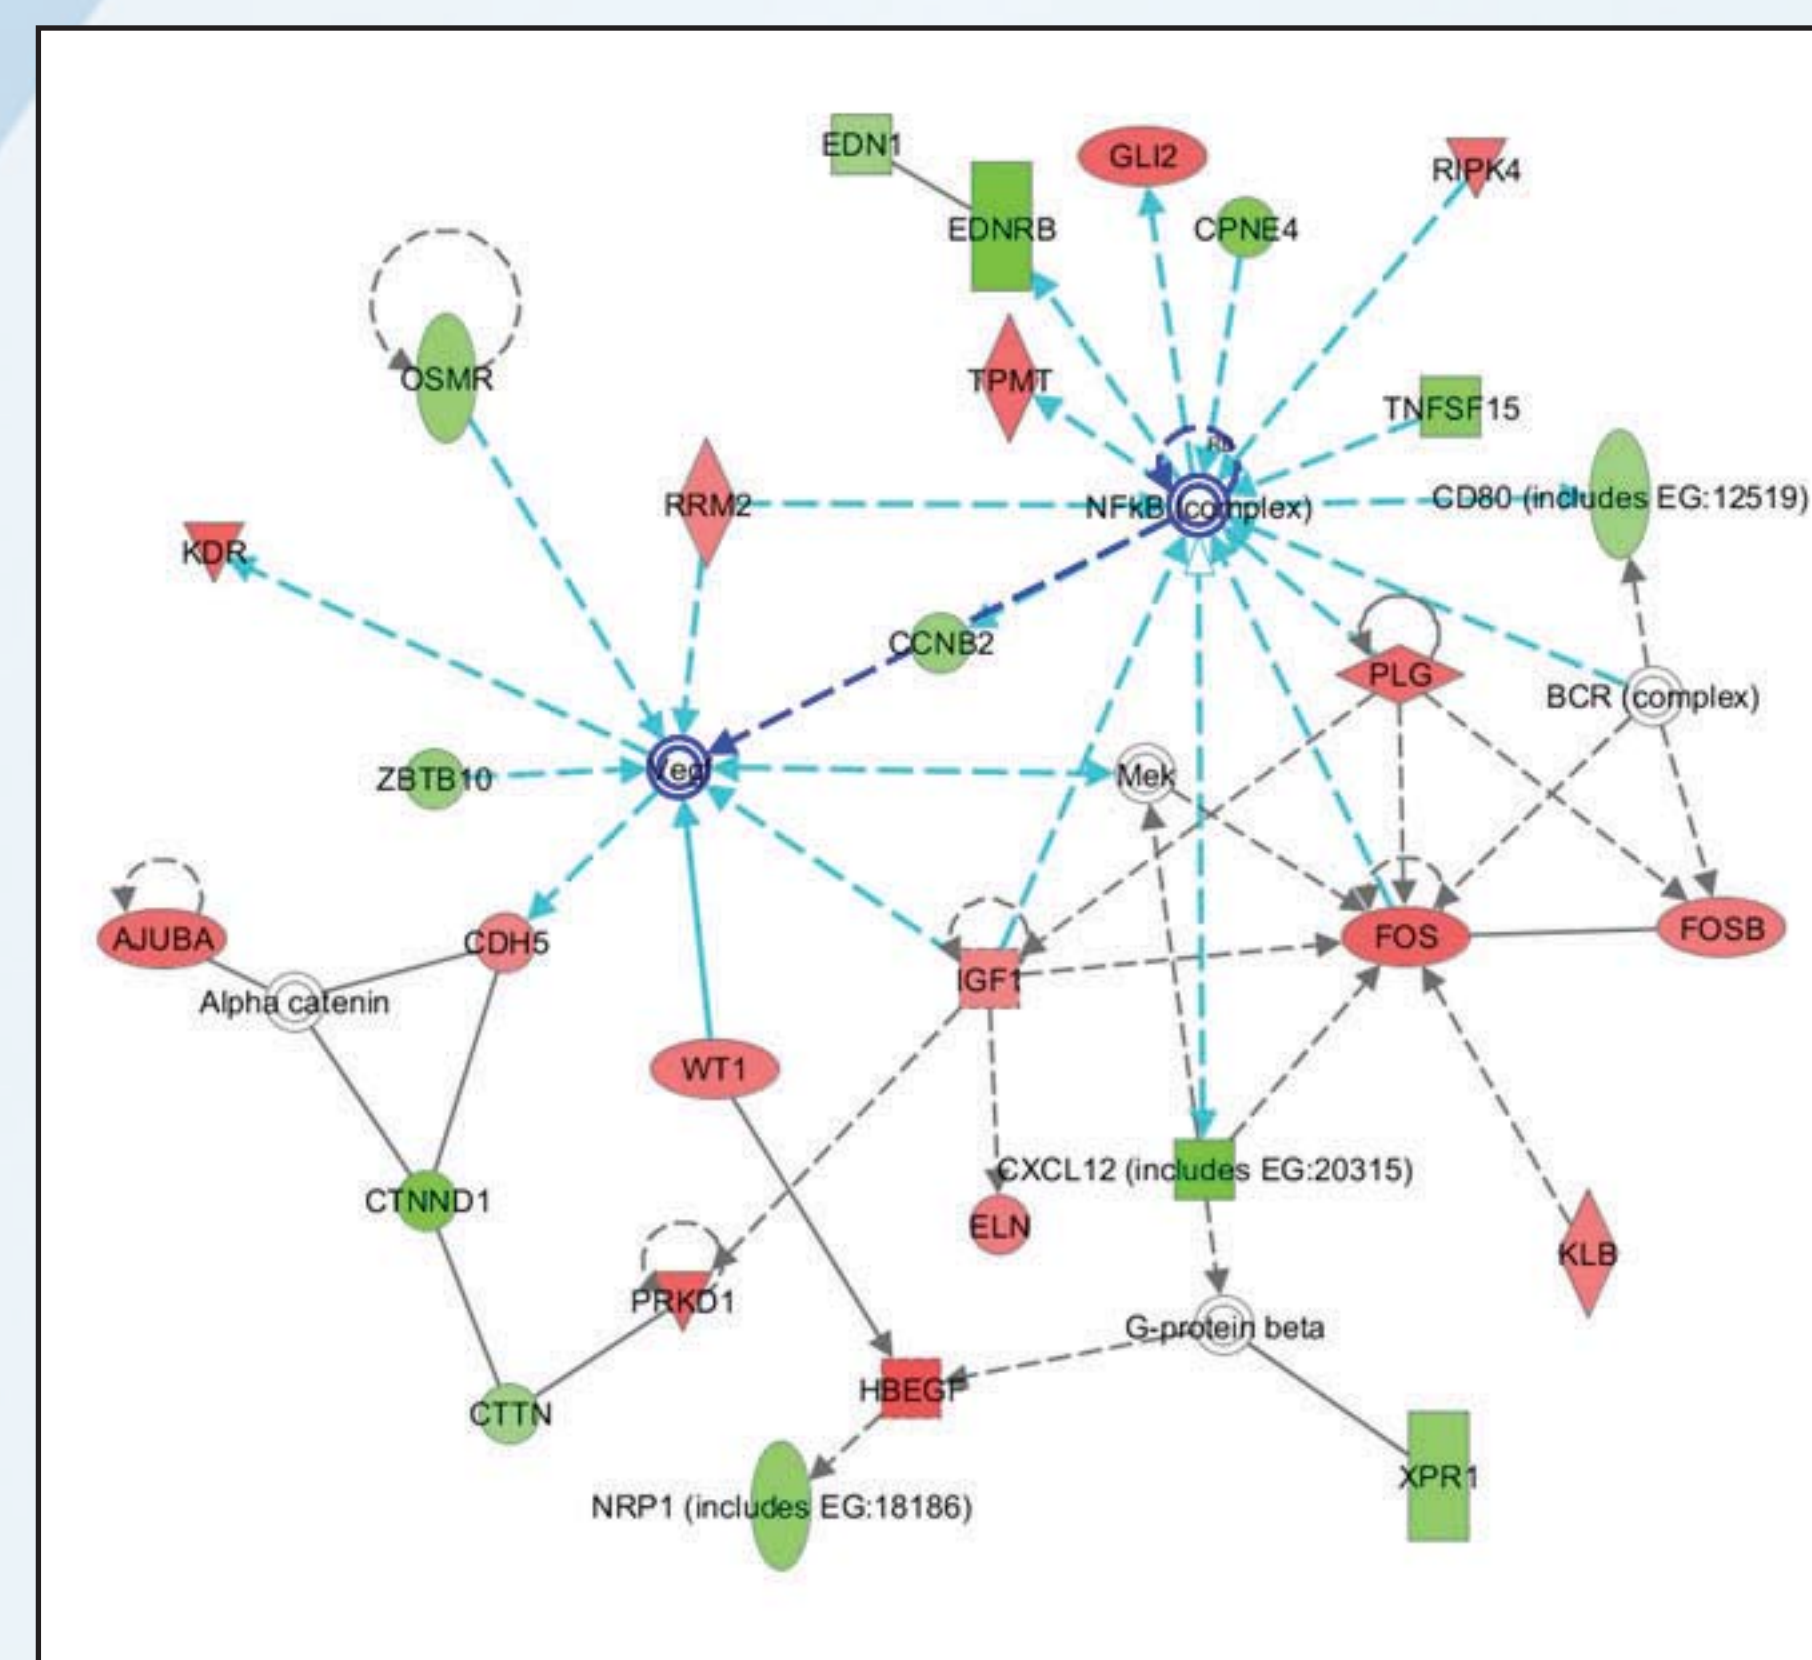 EDN1
GLI2
RIPK4
EDNRB
CPNE4
OSMR
TPMT
TNFSF15
RRM2
NFkB (complex)
CD80 (includes EG:12519)
KDR
CCNB2
PLG
BCR (complex)
ZBTB10
Vegf
Mek
AJUBA
CDH5
FOS
FOSB
IGF1
Alpha catenin
WT1
CTNND1
CXCL12 (includes EG:20315)
ELN
KLB
PRKD1
G-protein beta
HBEGF
CTTN
XPR1
NRP1 (includes EG:18186)